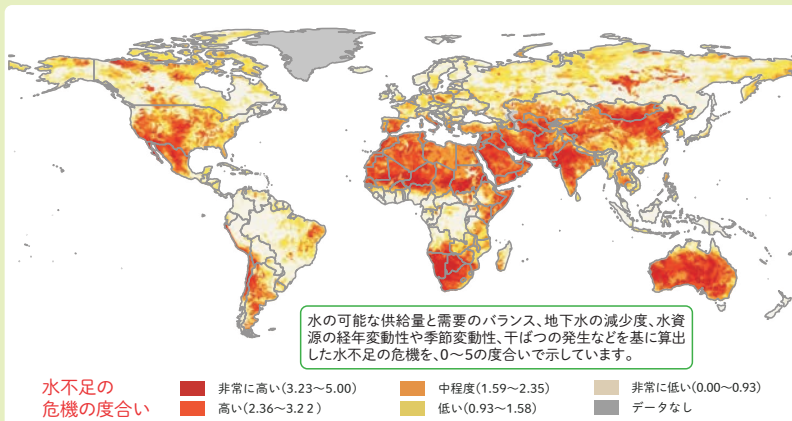 水の可能な供給量と需要のバランス、地下水の減少度、水資
源の経年変動性や季節変動性、干ばつの発生などを基に算出
した水不足の危機を、0〜5の度合いで示しています。
水不足の
危機の度合い
非常に高い(3.23〜5.00)
高い(2.36〜3.2 2)
中程度(1.59〜2.35)
低い(0.93〜1.58)
非常に低い(0.00〜0.93)
データなし